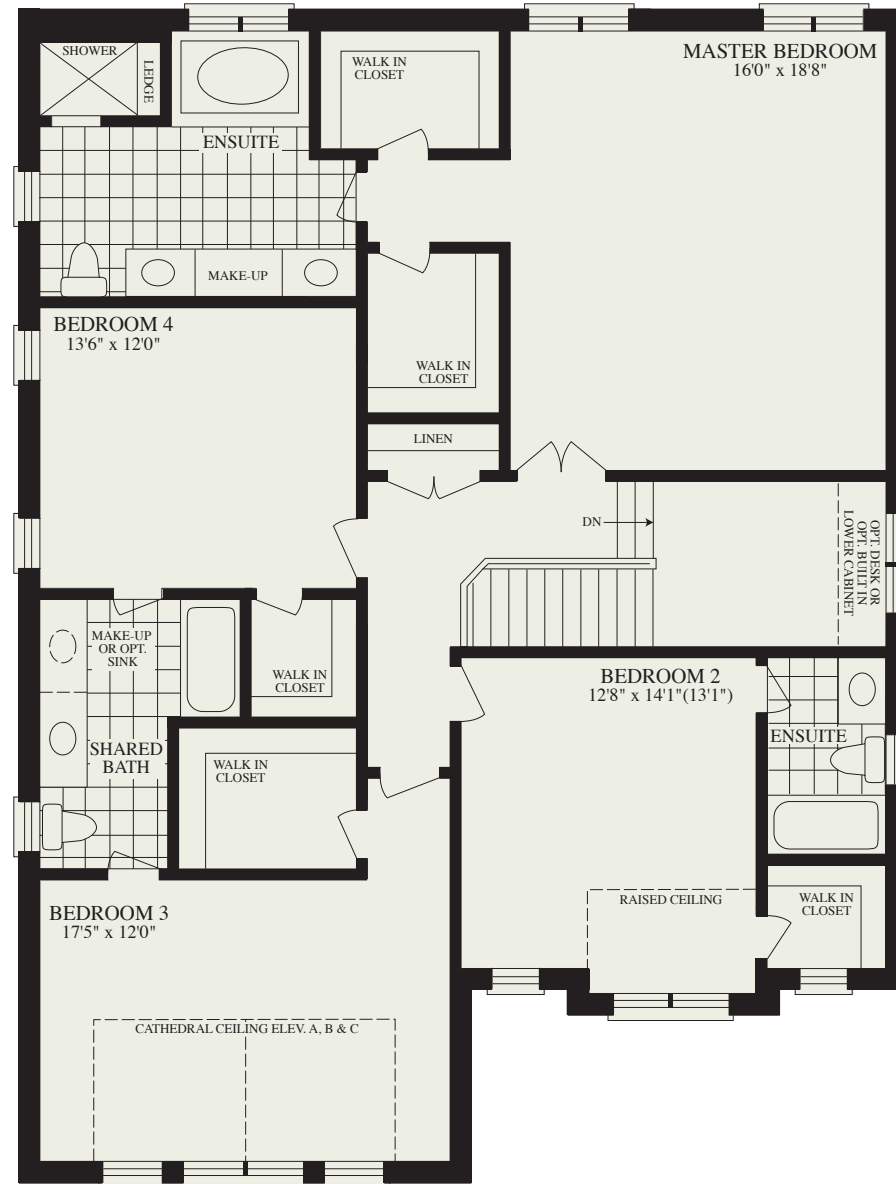 SHOWER
LEDGE
WALK IN
CLOSET
MASTER BEDROOM
16'0" x 18'8"
ENSUITE
MAKE-UP
BEDROOM 4
13'6" x 12'0"
WALK IN
CLOSET
LINEN
DN
OPT. DESK OR
OPT. BUILT IN
LOWER CABINET
MAKE-UP
OR OPT.
SINK
WALK IN
CLOSET
BEDROOM 2
12'8" x 14'1"(13'1")
ENSUITE
SHARED
BATH
WALK IN
CLOSET
RAISED CEILING
WALK IN
CLOSET
BEDROOM 3
17'5" x 12'0"
CATHEDRAL CEILING ELEV. A, B & C